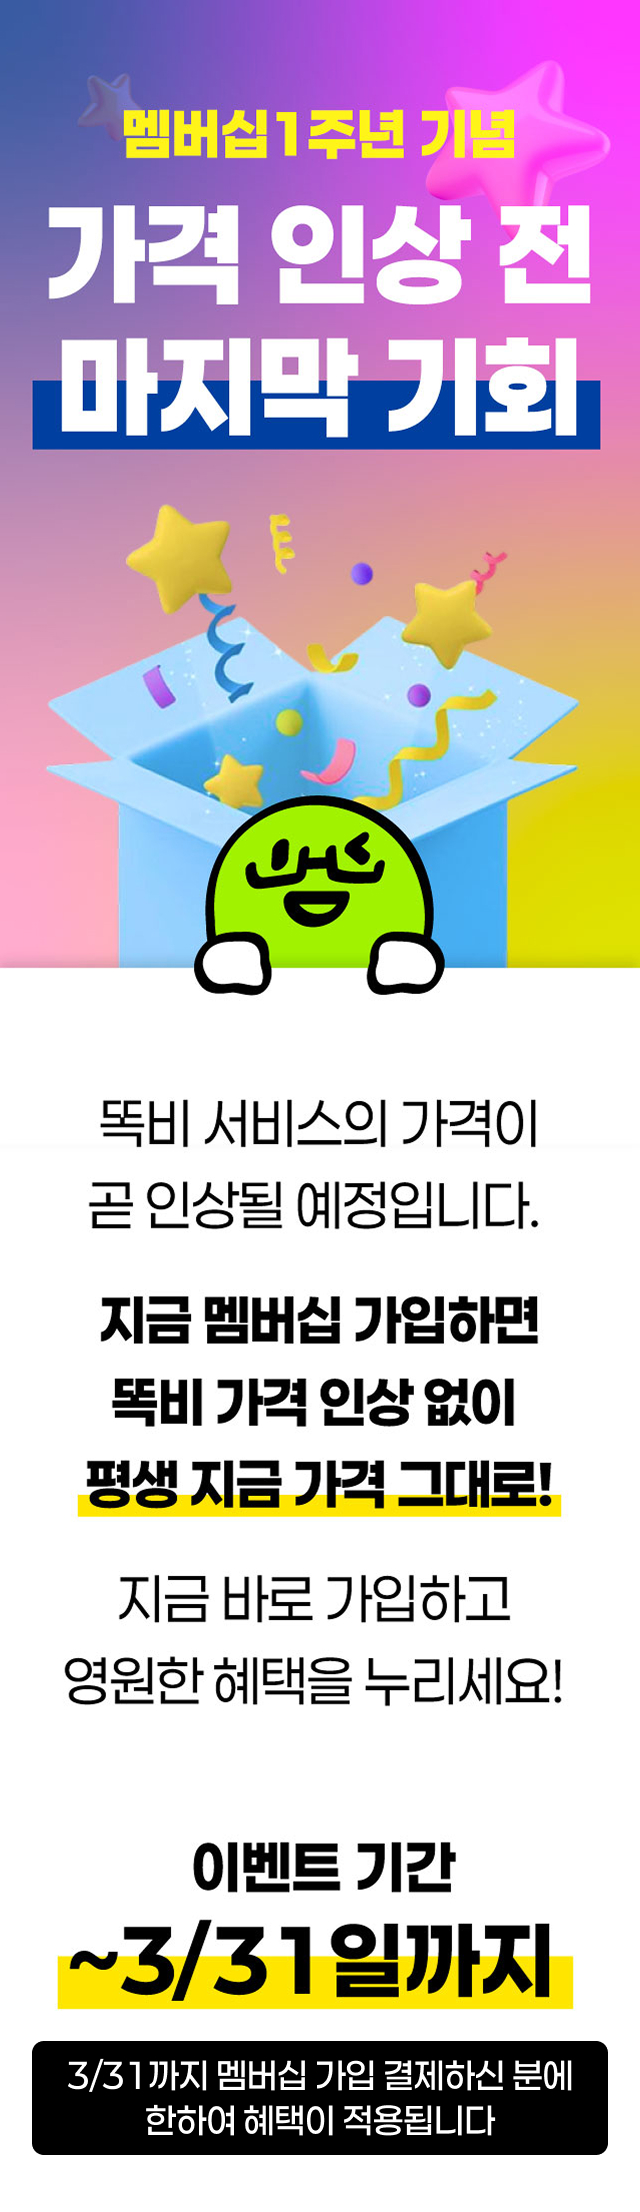 멤버십1주년 기념
가격 인상 전
마지막 기회
똑비 서비스의 가격이
곧 인상될 예정입니다.
지금 멤버십 가입하면
똑비 가격 인상 없이
평생 지금 가격 그대로!
지금 바로 가입하고
영원한 혜택을 누리세요!
이벤트 기간
~3/31일까지
3/31까지 멤버십 가입 결제하신 분에
한하여 혜택이 적용됩니다